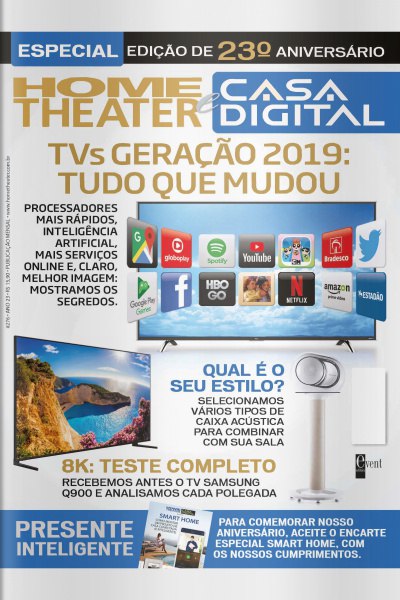 ESPECIAL EDIÇÃO DE 23º ANIVERSÁRIO
HOME THEATER e CASA DIGITAL
TVs GERAÇÃO 2019:
TUDO QUE MUDOU
PROCESSADORES
MAIS RÁPIDOS,
INTELIGÊNCIA
ARTIFICIAL,
MAIS SERVIÇOS
ONLINE E, CLARO,
MELHOR IMAGEM:
MOSTRAMOS OS
SEGREDOS.
globoplay
Spotify
YouTube
CN
Bradesco
Google Play
Games
HBO
GO
NETFLIX
amazon
prime video
ESTADÃO
QUAL É O
SEU ESTILO?
SELECIONAMOS
VÁRIOS TIPOS DE
CAIXA ACÚSTICA
PARA COMBINAR
COM SUA SALA
8K: TESTE COMPLETO
RECEBEMOS ANTES O TV SAMSUNG
Q900 E ANALISAMOS CADA POLEGADA
event
PRESENTE
INTELIGENTE
SMART HOME
PARA COMEMORAR NOSSO
ANIVERSÁRIO, ACEITE O ENCARTE
ESPECIAL SMART HOME, COM
OS NOSSOS CUMPRIMENTOS.